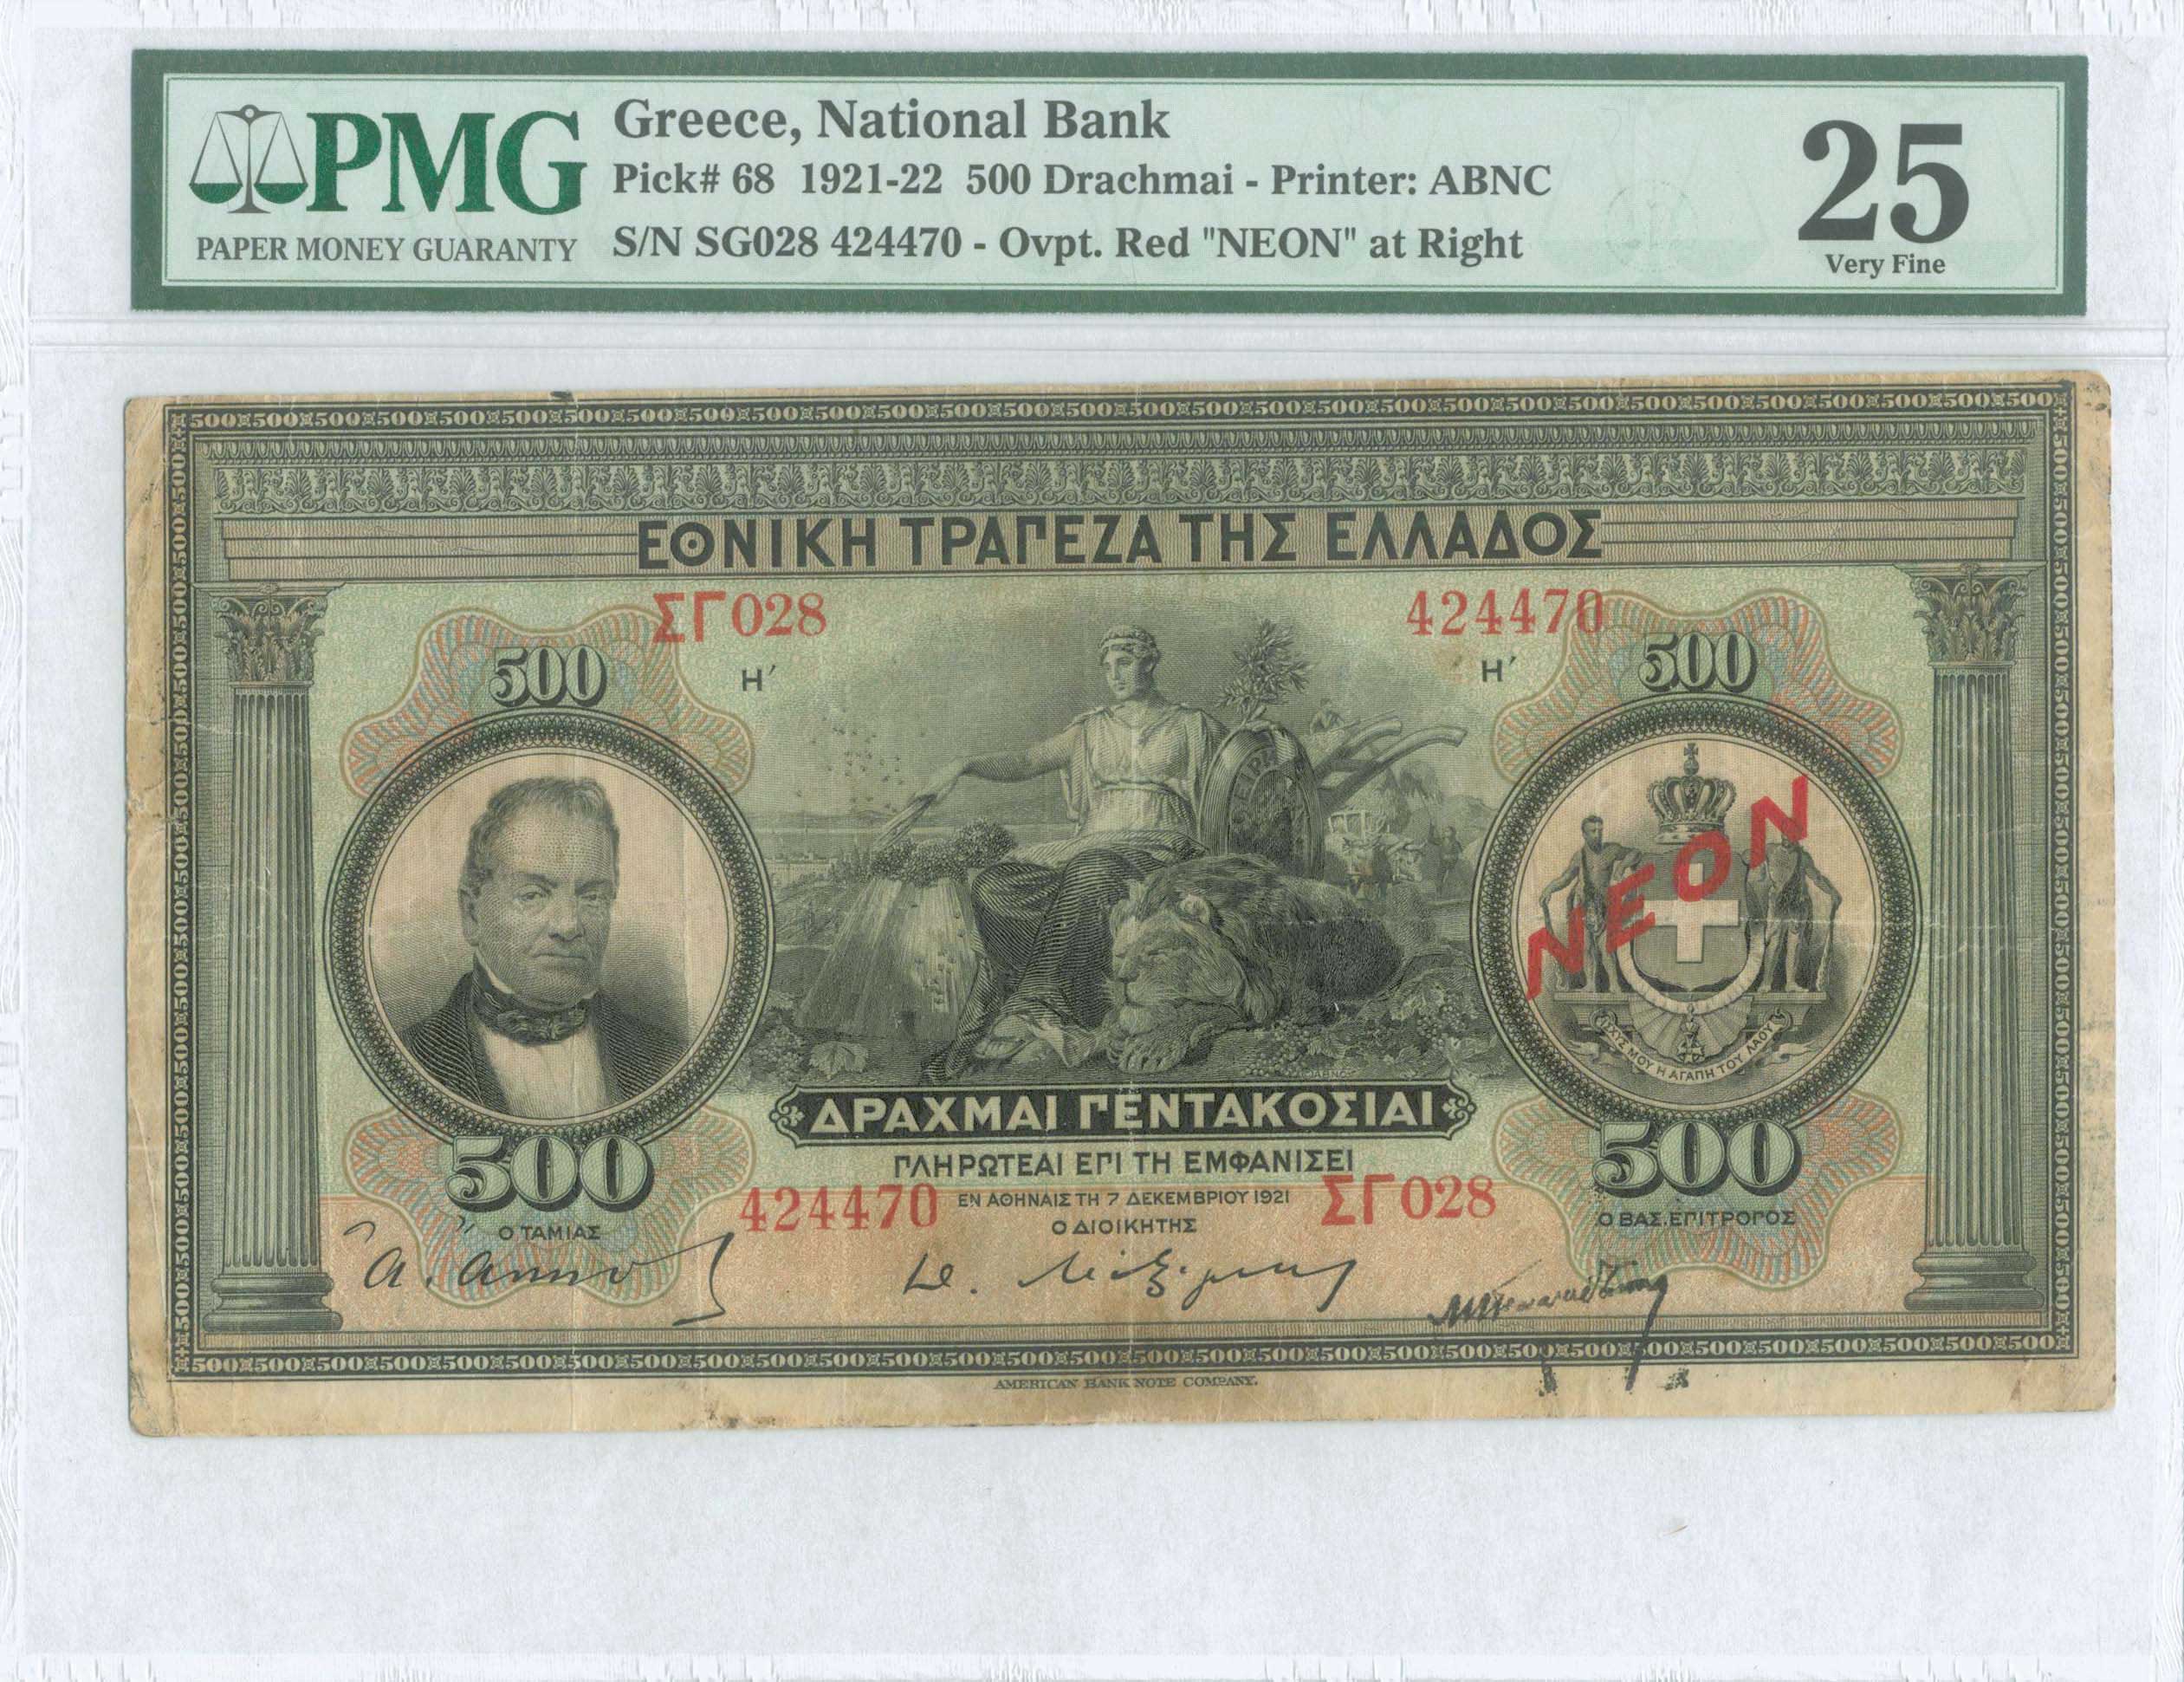 PMG
PAPER MONEY GUARANTY
Greece, National Bank
Pick# 68 1921-22 500 Drachmai - Printer: ABNC
S/N SG028 424470 - Ovpt. Red "NEON" at Right
25
Very Fine
ΕΘΝΙΚΗ ΤΡΑΠΕΖΑ ΤΗΣ ΕΛΛΑΔΟΣ
ΣΓ028
424470
Η΄
Η΄
500
500
ΝΕΟΝ
ΙΣΧΥΣ ΜΟΥ Η ΑΓΑΠΗ ΤΟΥ ΛΑΟΥ
ΔΡΑΧΜΑΙ ΠΕΝΤΑΚΟΣΙΑΙ
500
500
ΠΛΗΡΩΤΕΑΙ ΕΠΙ ΤΗ ΕΜΦΑΝΙΣΕΙ
424470
ΕΝ ΑΘΗΝΑΙΣ ΤΗ 7 ΔΕΚΕΜΒΡΙΟΥ 1921
ΣΓ028
Ο ΤΑΜΙΑΣ
Ο ΔΙΟΙΚΗΤΗΣ
Ο ΒΑΣ. ΕΠΙΤΡΟΠΟΣ
AMERICAN BANK NOTE COMPANY.